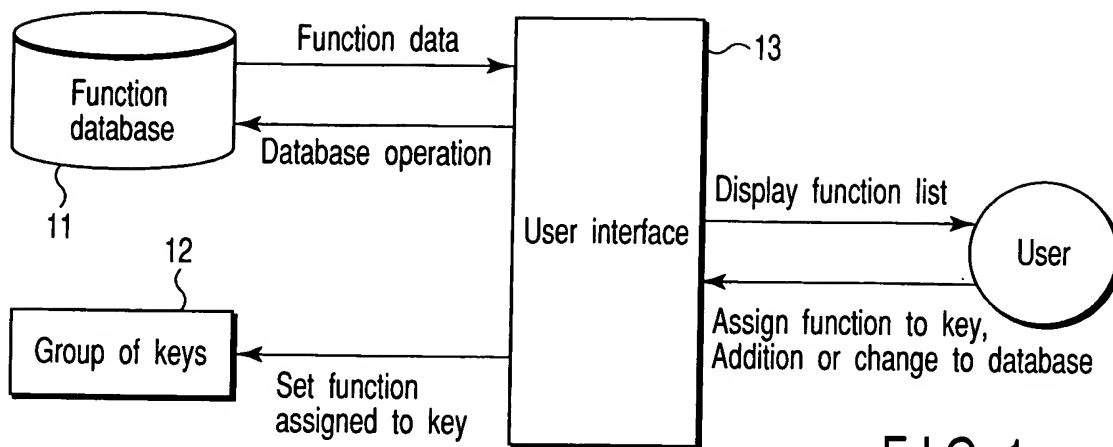 Function data
13
Function
database
Database operation
11
Display function list
User interface
User
12
Group of keys
Assign function to key,
Addition or change to database
Set function
assigned to key
FIG. 1